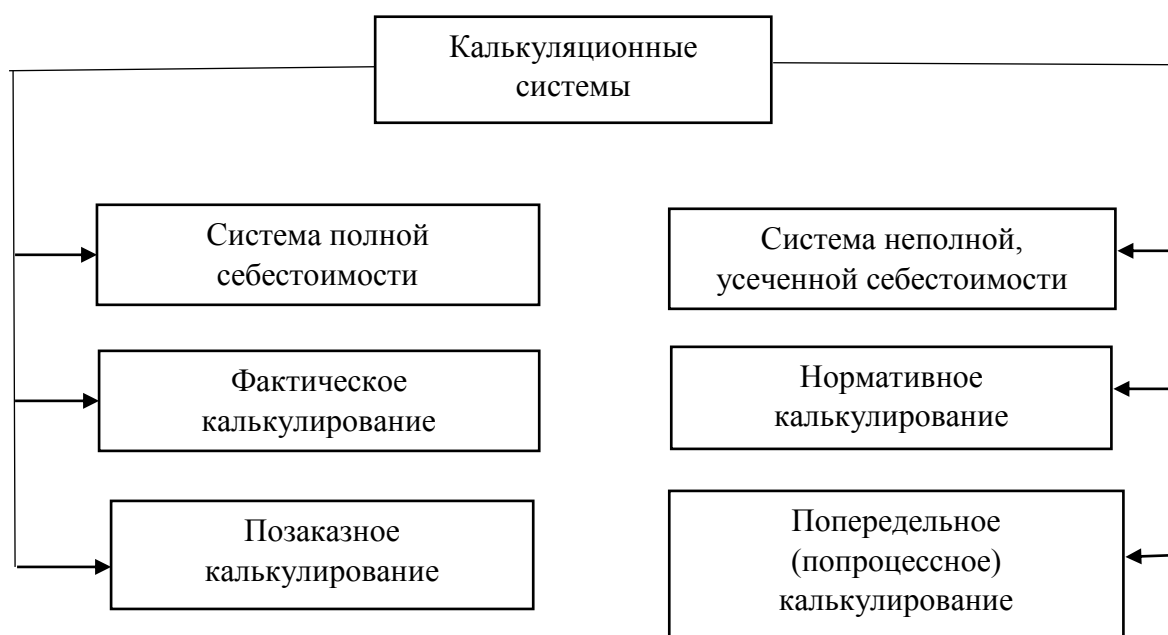 Калькуляционные
системы
Система полной
себестоимости
Система неполной,
усеченной себестоимости
Фактическое
калькулирование
Нормативное
калькулирование
Позаказное
калькулирование
Попередельное
(попроцессное)
калькулирование